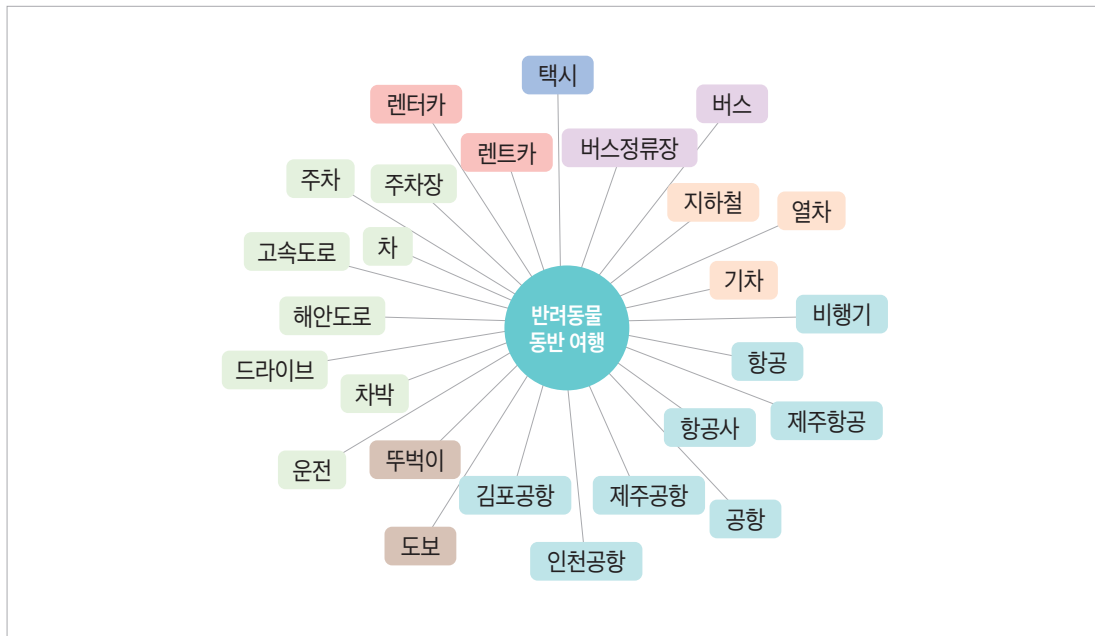 택시
렌터카
버스
렌트카
버스정류장
주차
주차장
지하철
열차
고속도로
차
기차
해안도로
반려동물
동반 여행
비행기
드라이브
차박
항공
항공사
제주항공
운전
뚜벅이
김포공항
제주공항
공항
도보
인천공항